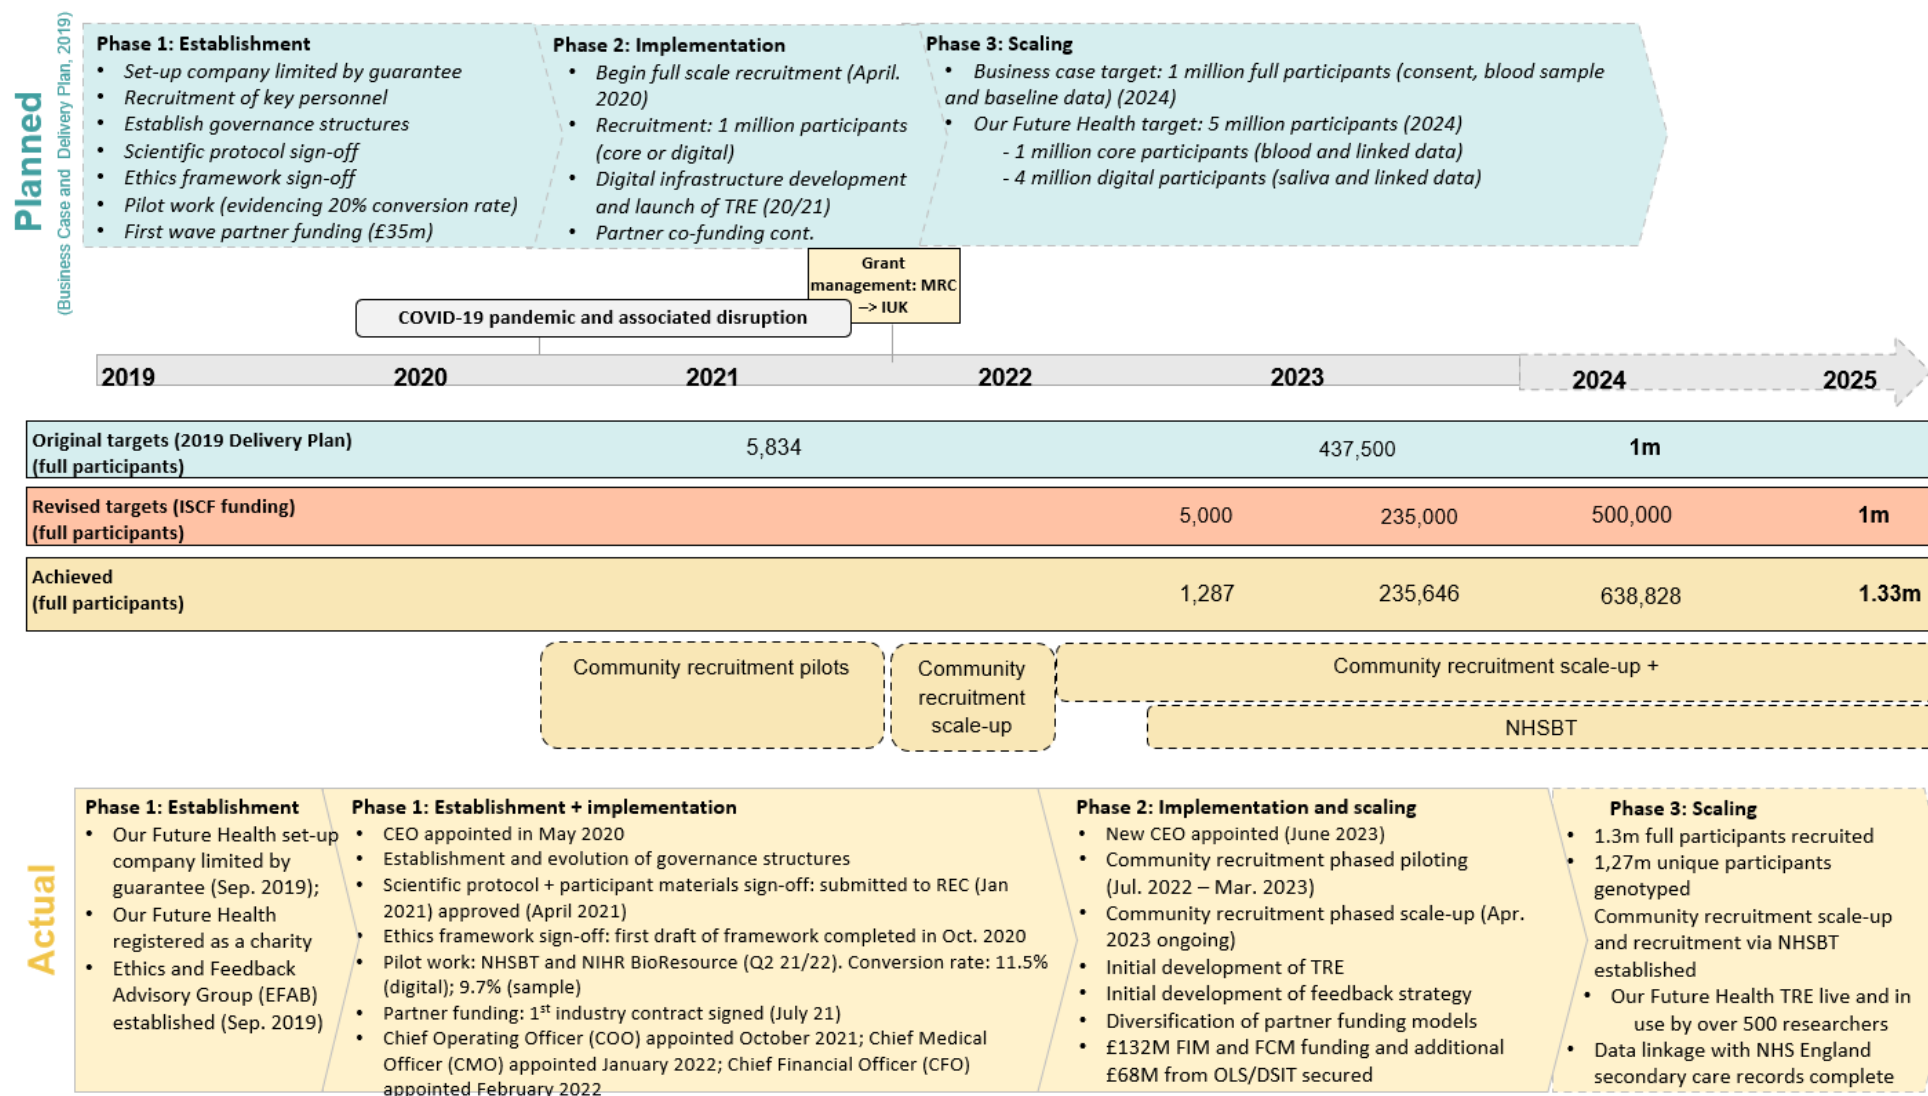 Planned
(Business Case and Delivery Plan, 2019)
Phase 1: Establishment
• Set-up company limited by guarantee
• Recruitment of key personnel
• Establish governance structures
• Scientific protocol sign-off
• Ethics framework sign-off
• Pilot work (evidencing 20% conversion rate)
• First wave partner funding (£35m)
Phase 2: Implementation
• Begin full scale recruitment (April.
2020)
• Recruitment: 1 million participants
(core or digital)
• Digital infrastructure development
and launch of TRE (20/21)
• Partner co-funding cont.
Phase 3: Scaling
• Business case target: 1 million full participants (consent, blood sample
and baseline data) (2024)
• Our Future Health target: 5 million participants (2024)
- 1 million core participants (blood and linked data)
- 4 million digital participants (saliva and linked data)
Grant
management: MRC
–> IUK
COVID-19 pandemic and associated disruption
2019 2020 2021 2022 2023 2024 2025
Original targets (2019 Delivery Plan)
(full participants)
5,834 437,500 1m
Revised targets (ISCF funding)
(full participants)
5,000 235,000 500,000 1m
Achieved
(full participants)
1,287 235,646 638,828 1.33m
Community recruitment pilots
Community
recruitment
scale-up
Community recruitment scale-up +
NHSBT
Actual
Phase 1: Establishment
• Our Future Health set-up
company limited by
guarantee (Sep. 2019);
• Our Future Health
registered as a charity
• Ethics and Feedback
Advisory Group (EFAB)
established (Sep. 2019)
Phase 1: Establishment + implementation
• CEO appointed in May 2020
• Establishment and evolution of governance structures
• Scientific protocol + participant materials sign-off: submitted to REC (Jan
2021) approved (April 2021)
• Ethics framework sign-off: first draft of framework completed in Oct. 2020
• Pilot work: NHSBT and NIHR BioResource (Q2 21/22). Conversion rate: 11.5%
(digital); 9.7% (sample)
• Partner funding: 1st industry contract signed (July 21)
• Chief Operating Officer (COO) appointed October 2021; Chief Medical
Officer (CMO) appointed January 2022; Chief Financial Officer (CFO)
appointed February 2022
Phase 2: Implementation and scaling
• New CEO appointed (June 2023)
• Community recruitment phased piloting
(Jul. 2022 – Mar. 2023)
• Community recruitment phased scale-up (Apr.
2023 ongoing)
• Initial development of TRE
• Initial development of feedback strategy
• Diversification of partner funding models
• £132M FIM and FCM funding and additional
£68M from OLS/DSIT secured
Phase 3: Scaling
• 1.3m full participants recruited
• 1,27m unique participants
genotyped
Community recruitment scale-up
and recruitment via NHSBT
established
• Our Future Health TRE live and in
use by over 500 researchers
• Data linkage with NHS England
secondary care records complete